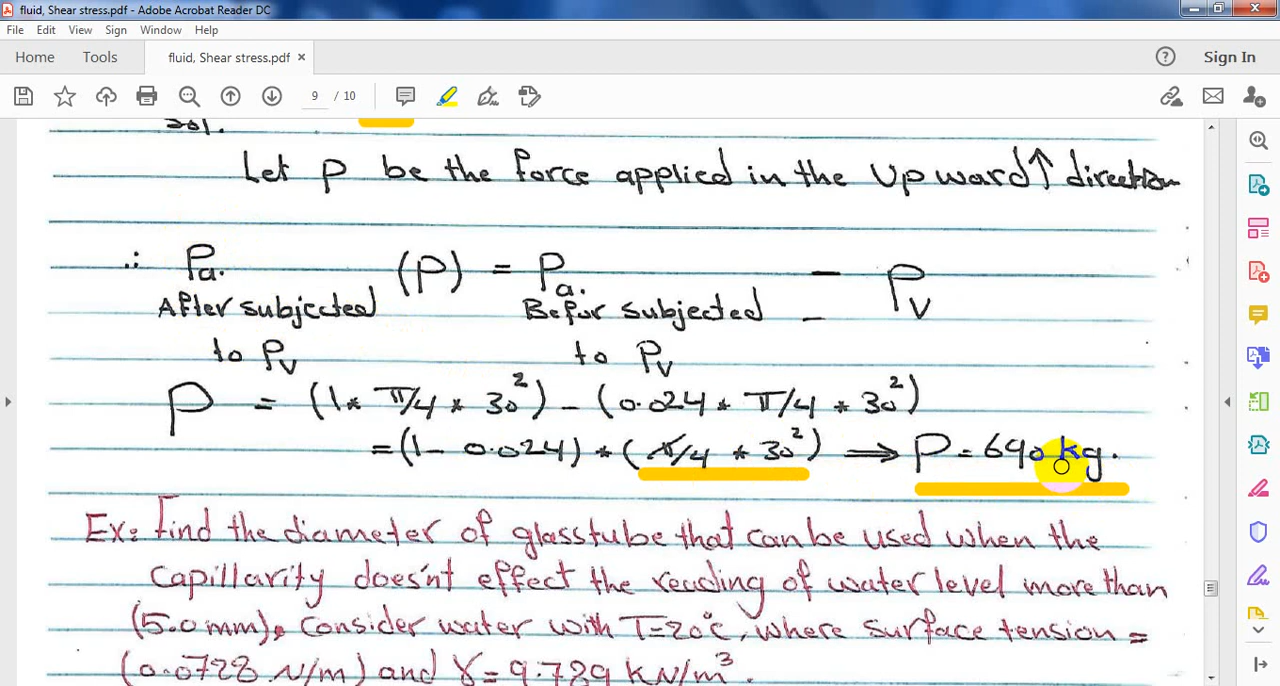 fluid, Shear stress.pdf - Adobe Acrobat Reader DC
File Edit View Sign Window Help
Home Tools fluid, Shear stress.pdf × Sign In
9 / 10
Sol.
Let P be the force applied in the Upward ↑ direction
∴ Pa. (P) = Pa. - Pv
After subjected Befor subjected -
to Pv to Pv
P = (1 * π/4 * 30²) - (0.024 * π/4 * 30²)
= (1 - 0.024) * (π/4 * 30²) ⟹ P = 690 kg.
Ex: Find the diameter of glass tube that can be used when the
capillarity does'nt effect the reading of water level more than
(5.0 mm), Consider water with T=20°c, where surface tension =
(0.0728 N/m) and γ = 9.789 kN/m³.